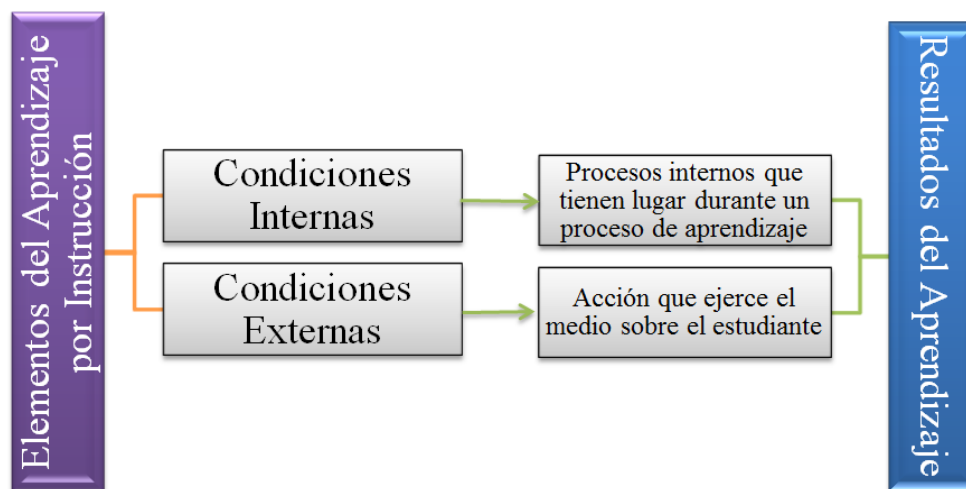 Elementos del Aprendizaje
por Instrucción
Condiciones
Internas
Procesos internos que
tienen lugar durante un
proceso de aprendizaje
Condiciones
Externas
Acción que ejerce el
medio sobre el estudiante
Resultados del Aprendizaje